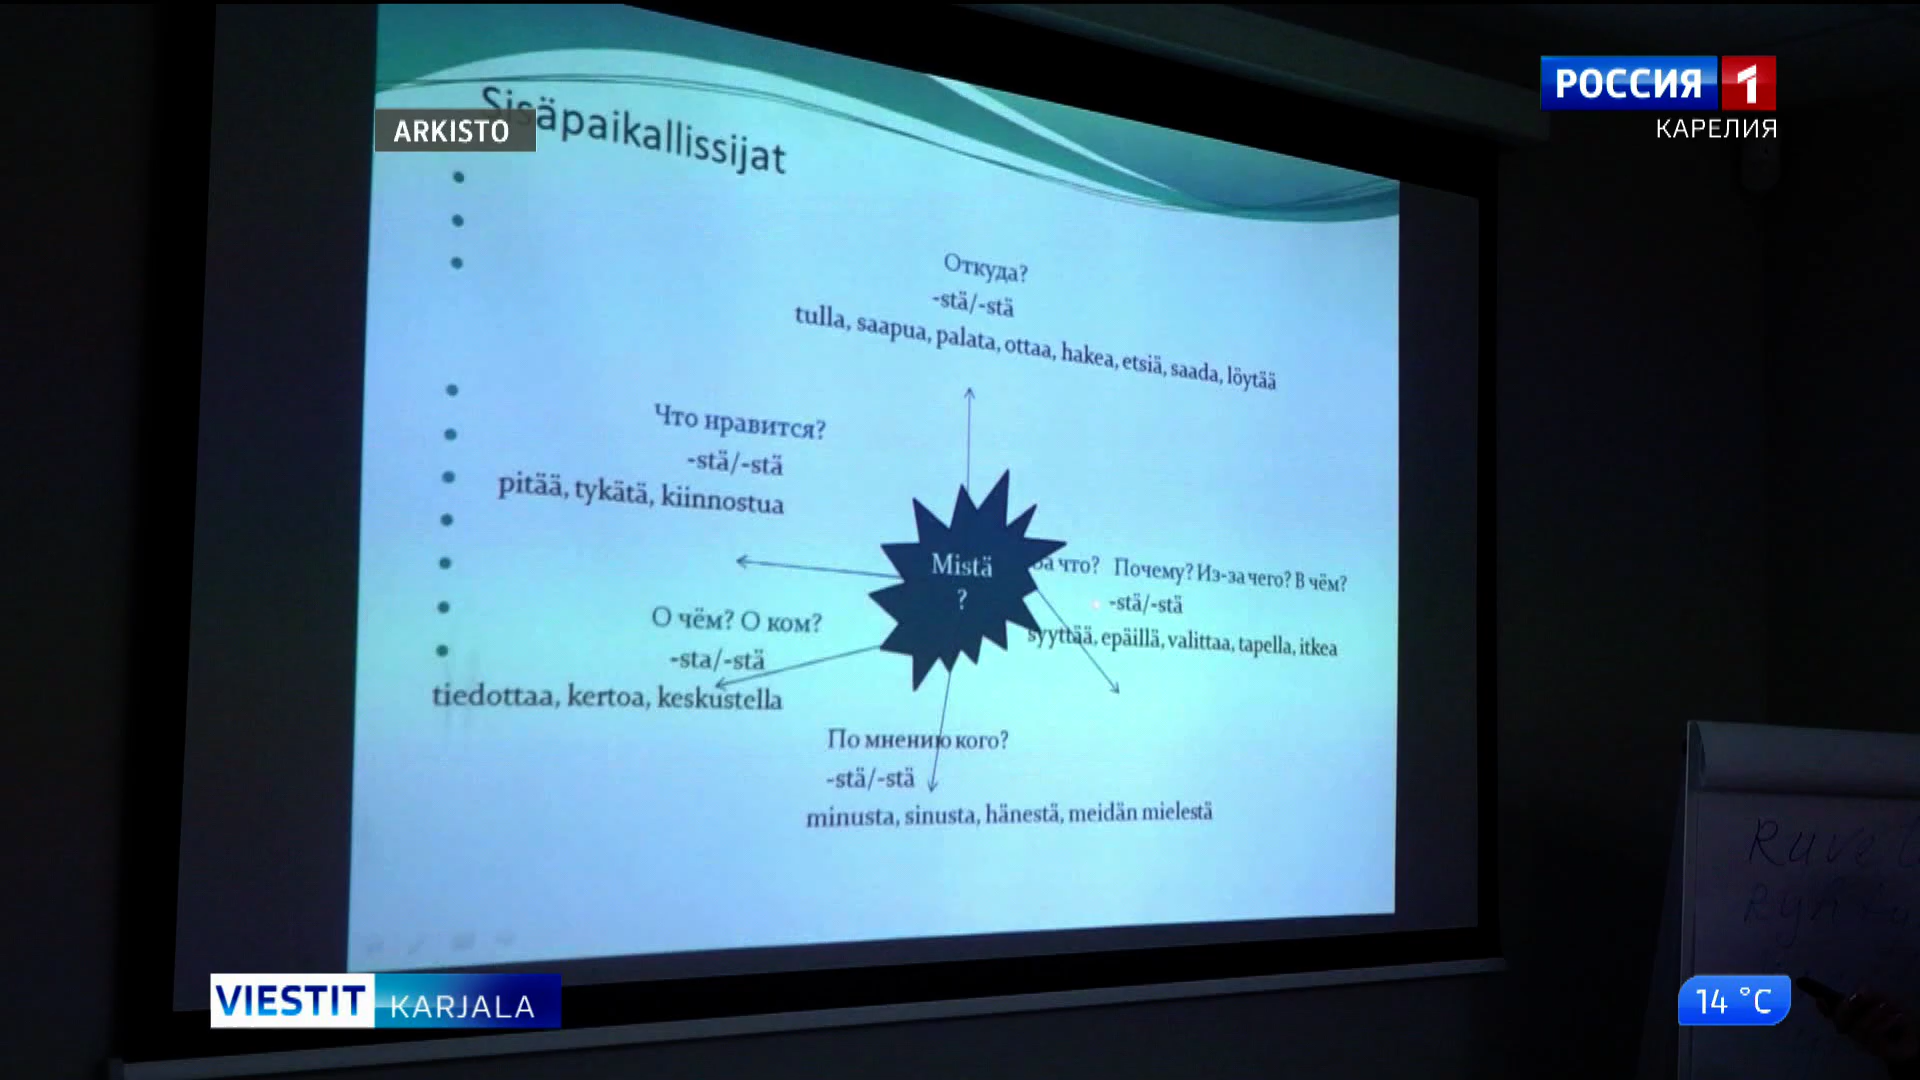 РОССИЯ 1
КАРЕЛИЯ
ARKISTO
Sisäpaikallissijat
Откуда?
-stä/-stä
tulla, saapua, palata, ottaa, hakea, etsiä, saada, löytää
Что нравится?
-stä/-stä
pitää, tykätä, kiinnostua
Mistä
?
За что? Почему? Из-за чего? В чём?
-stä/-stä
syyttää, epäillä, valittaa, tapella, itkea
О чём? О ком?
-sta/-stä
tiedottaa, kertoa, keskustella
По мнению кого?
-stä/-stä
minusta, sinusta, hänestä, meidän mielestä
VIESTIT KARJALA
14 °C